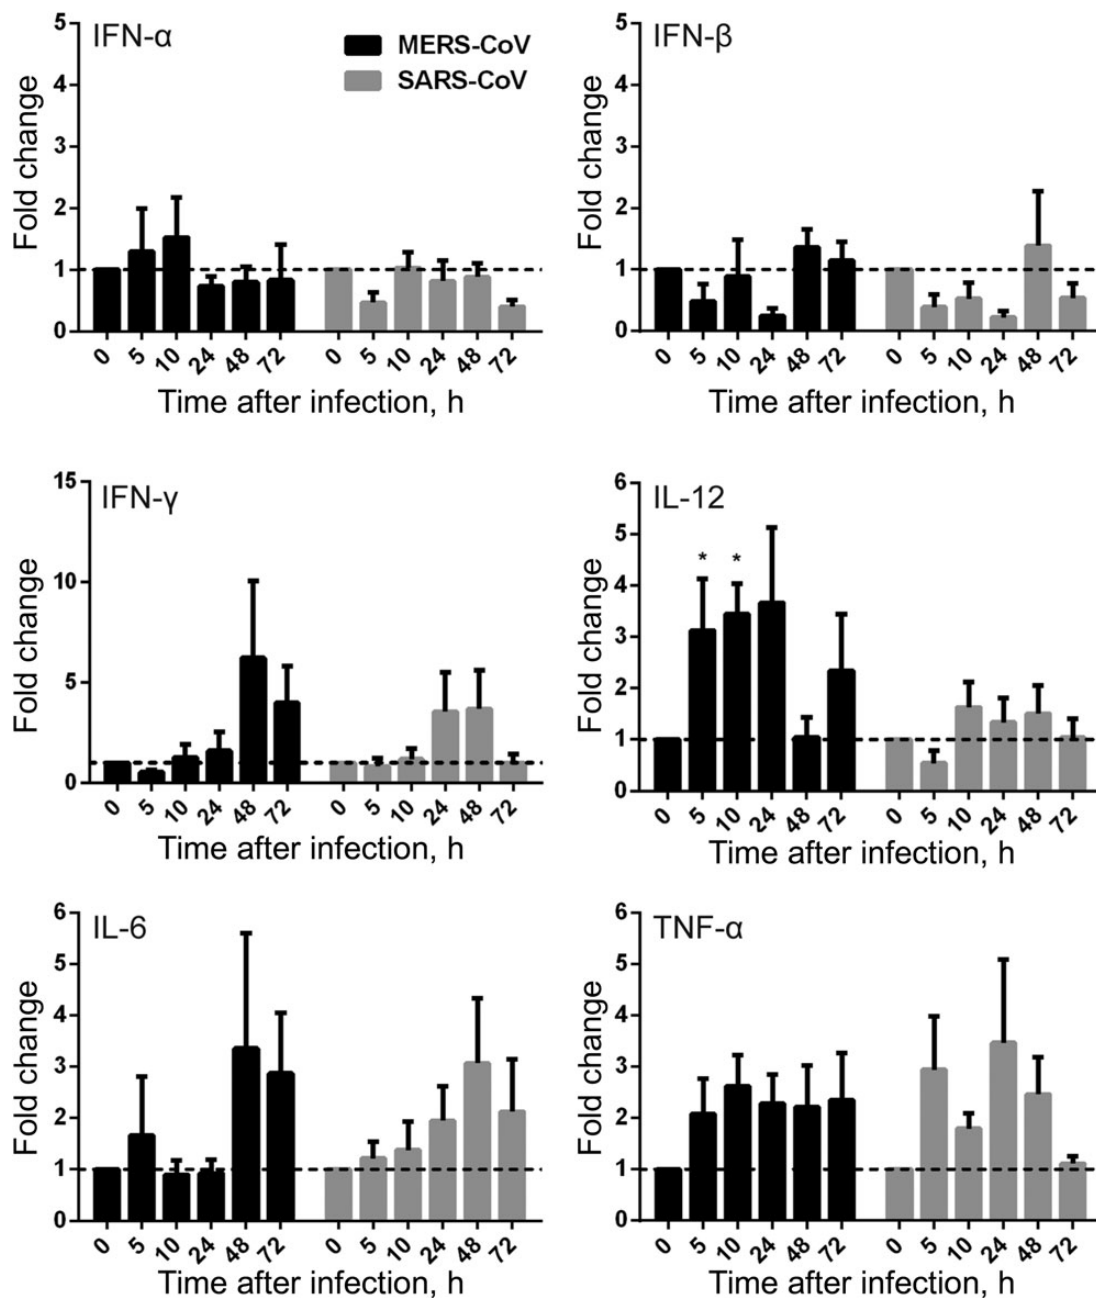 IFN-α
MERS-CoV
SARS-CoV
5
4
3
2
1
0
Fold change
0 5 10 24 48 72 0 5 10 24 48 72
Time after infection, h
IFN-β
5
4
3
2
1
0
Fold change
0 5 10 24 48 72 0 5 10 24 48 72
Time after infection, h
IFN-γ
15
10
5
0
Fold change
0 5 10 24 48 72 0 5 10 24 48 72
Time after infection, h
IL-12
6
5
4
3
2
1
0
Fold change
* *
0 5 10 24 48 72 0 5 10 24 48 72
Time after infection, h
IL-6
6
5
4
3
2
1
0
Fold change
0 5 10 24 48 72 0 5 10 24 48 72
Time after infection, h
TNF-α
6
5
4
3
2
1
0
Fold change
0 5 10 24 48 72 0 5 10 24 48 72
Time after infection, h